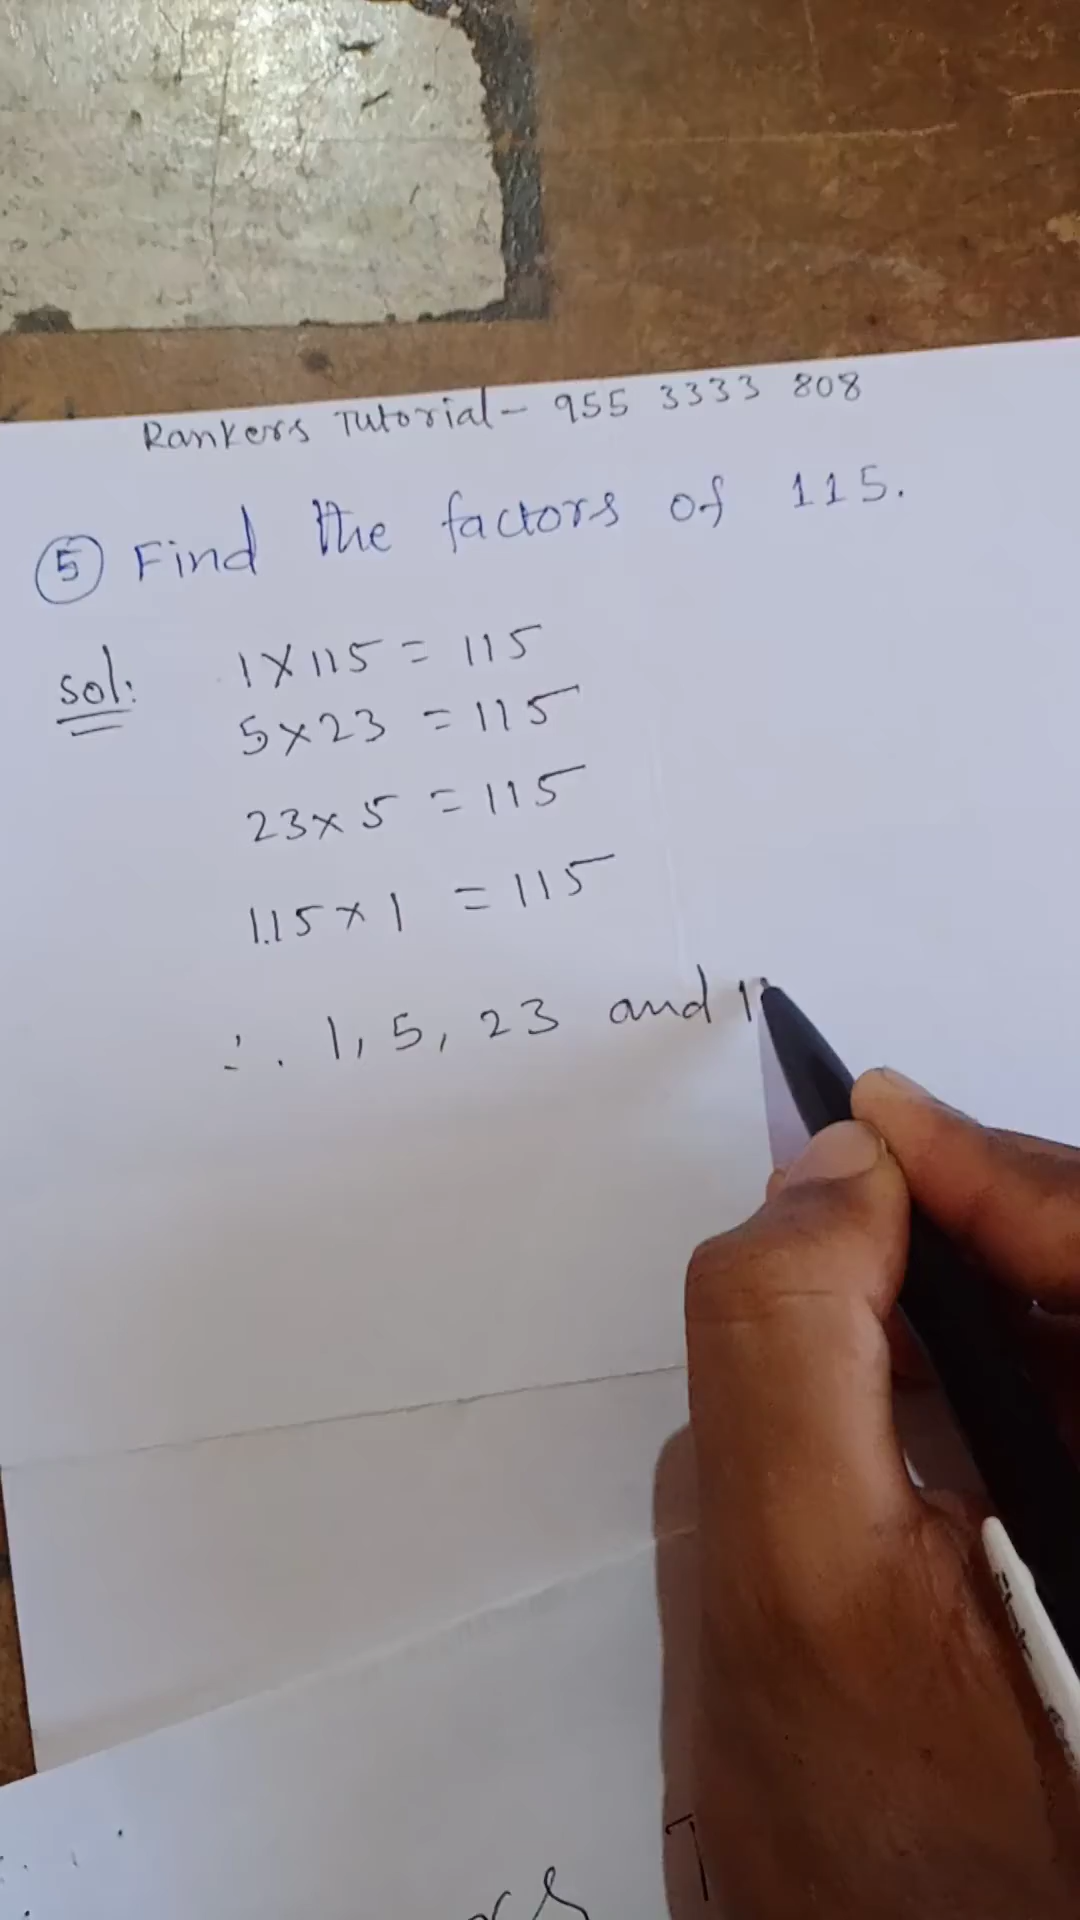 Rankers Tutorial - 955 3333 808
5 Find the factors of 115.
Sol: 1 x 115 = 115
5 x 23 = 115
23 x 5 = 115
115 x 1 = 115
∴ 1, 5, 23 and